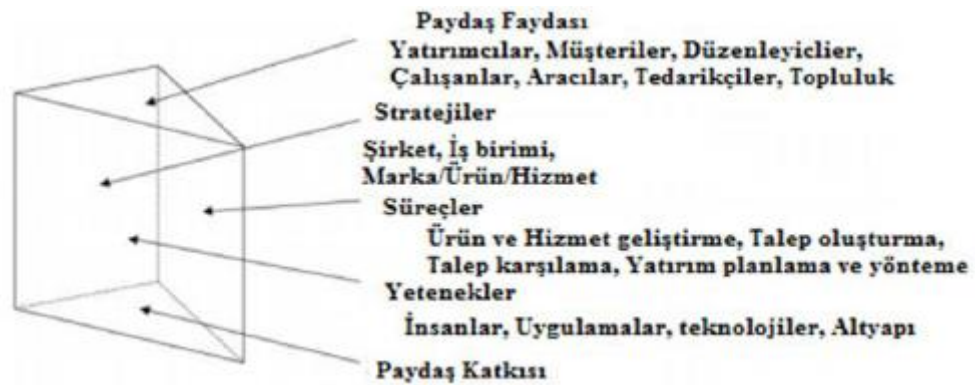 Paydaş Faydası
Yatırımcılar, Müşteriler, Düzenleyiclier,
Çalışanlar, Aracılar, Tedarikçiler, Topluluk
Stratejiler
Şirket, İş birimi,
Marka/Ürün/Hizmet
Süreçler
Ürün ve Hizmet geliştirme, Talep oluşturma,
Talep karşılama, Yatırım planlama ve yönteme
Yetenekler
İnsanlar, Uygulamalar, teknolojiler, Altyapı
Paydaş Katkısı